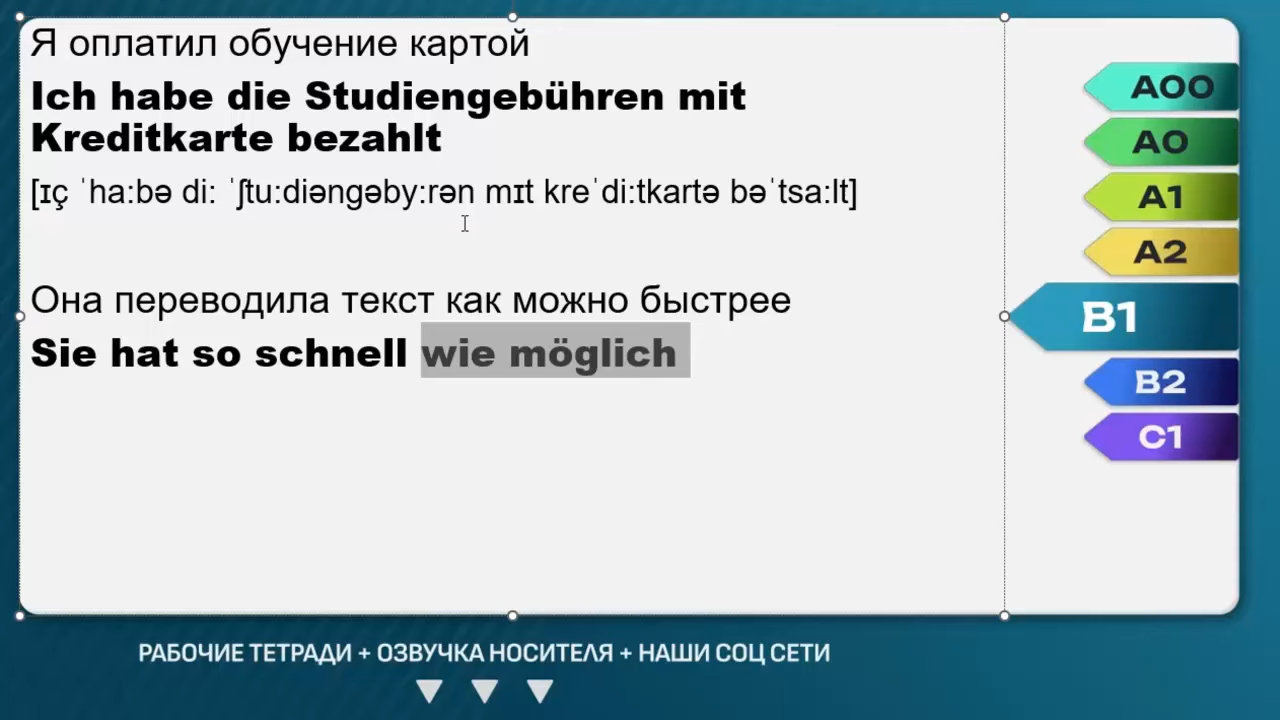 Я оплатил обучение картой
Ich habe die Studiengebühren mit
Kreditkarte bezahlt
[ɪç ˈha:bə di: ˈʃtu:diəngəby:rən mɪt kreˈdi:tkartə bəˈtsa:lt]
Она переводила текст как можно быстрее
Sie hat so schnell wie möglich
A00
A0
A1
A2
B1
B2
C1
РАБОЧИЕ ТЕТРАДИ + ОЗВУЧКА НОСИТЕЛЯ + НАШИ СОЦ СЕТИ